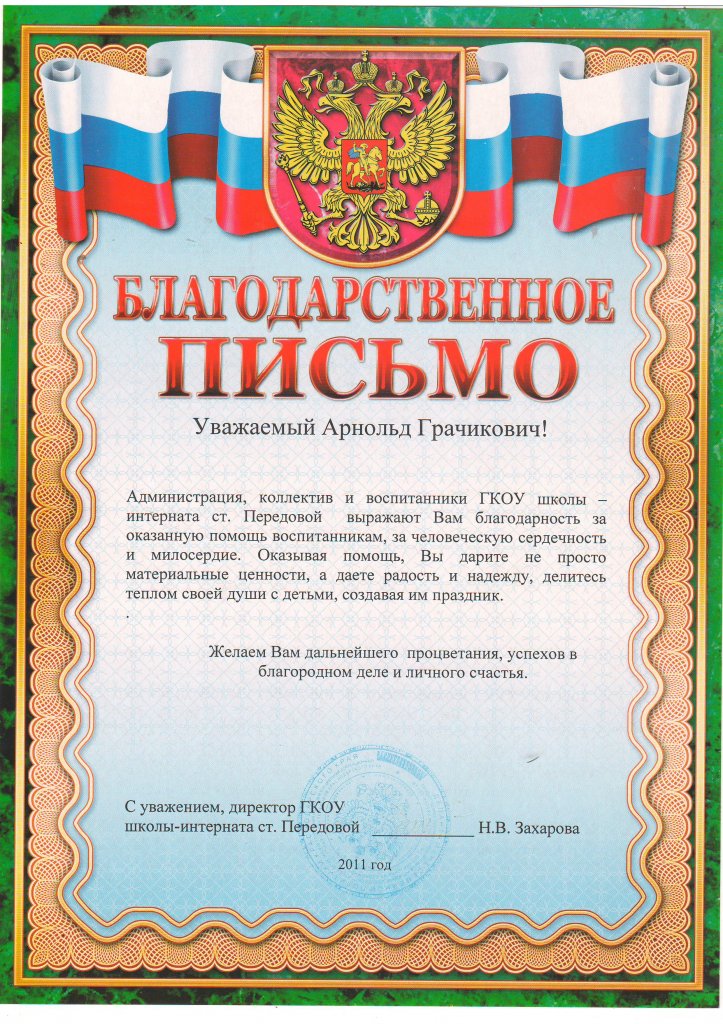 БЛАГОДАРСТВЕННОЕ
ПИСЬМО
Уважаемый Арнольд Грачикович!
Администрация, коллектив и воспитанники ГКОУ школы –
интерната ст. Передовой выражают Вам благодарность за
оказанную помощь воспитанникам, за человеческую сердечность
и милосердие. Оказывая помощь, Вы дарите не просто
материальные ценности, а даете радость и надежду, делитесь
теплом своей души с детьми, создавая им праздник.
.
Желаем Вам дальнейшего процветания, успехов в
благородном деле и личного счастья.
С уважением, директор ГКОУ
школы-интерната ст. Передовой ____________ Н.В. Захарова
2011 год